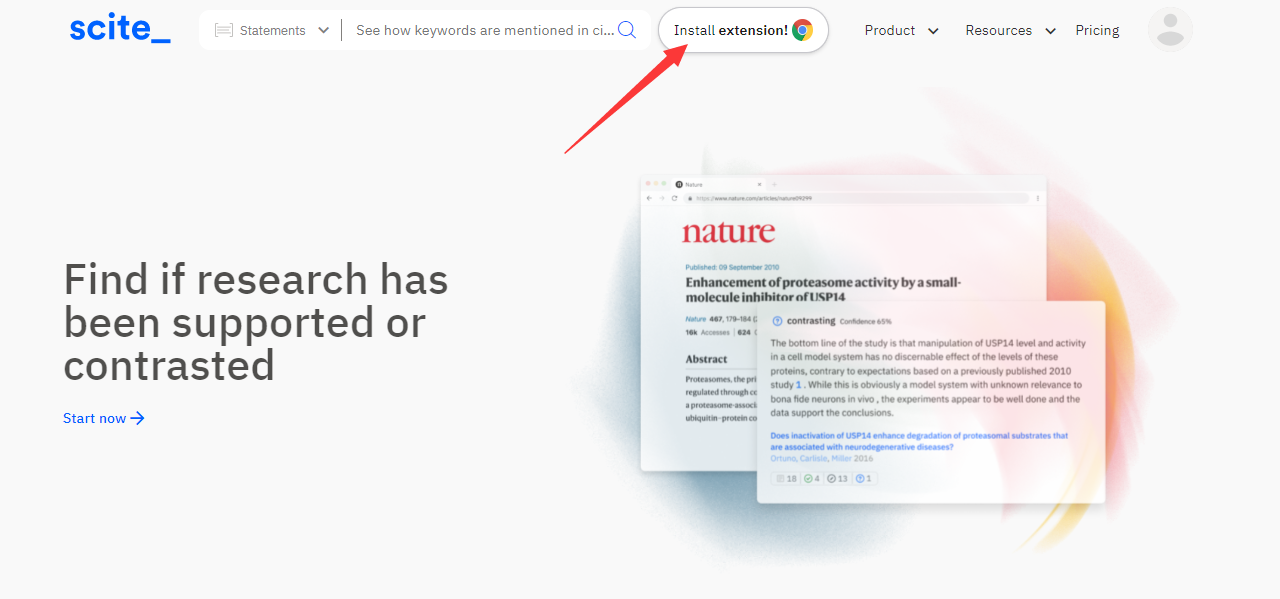 scite_
Statements
See how keywords are mentioned in ci...
Install extension!
Product
Resources
Pricing
Find if research has
been supported or
contrasted
Start now
Nature
https://www.nature.com/articles/nature09299
nature
Published: 09 September 2010
Enhancement of proteasome activity by a small-
molecule inhibitor of USP14
Nature 467, 179–184 (2
16k Accesses | 624
Abstract
Proteasomes, the pri
regulated through co
a proteasome-associ
ubiquitin–protein co
contrasting Confidence 65%
The bottom line of the study is that manipulation of USP14 level and activity
in a cell model system has no discernable effect of the levels of these
proteins, contrary to expectations based on a previously published 2010
study 1 . While this is obviously a model system with unknown relevance to
bona fide neurons in vivo , the experiments appear to be well done and the
data support the conclusions.
Does inactivation of USP14 enhance degradation of proteasomal substrates that
are associated with neurodegenerative diseases?
Ortuno, Carlisle, Miller 2016
18 4 13 1